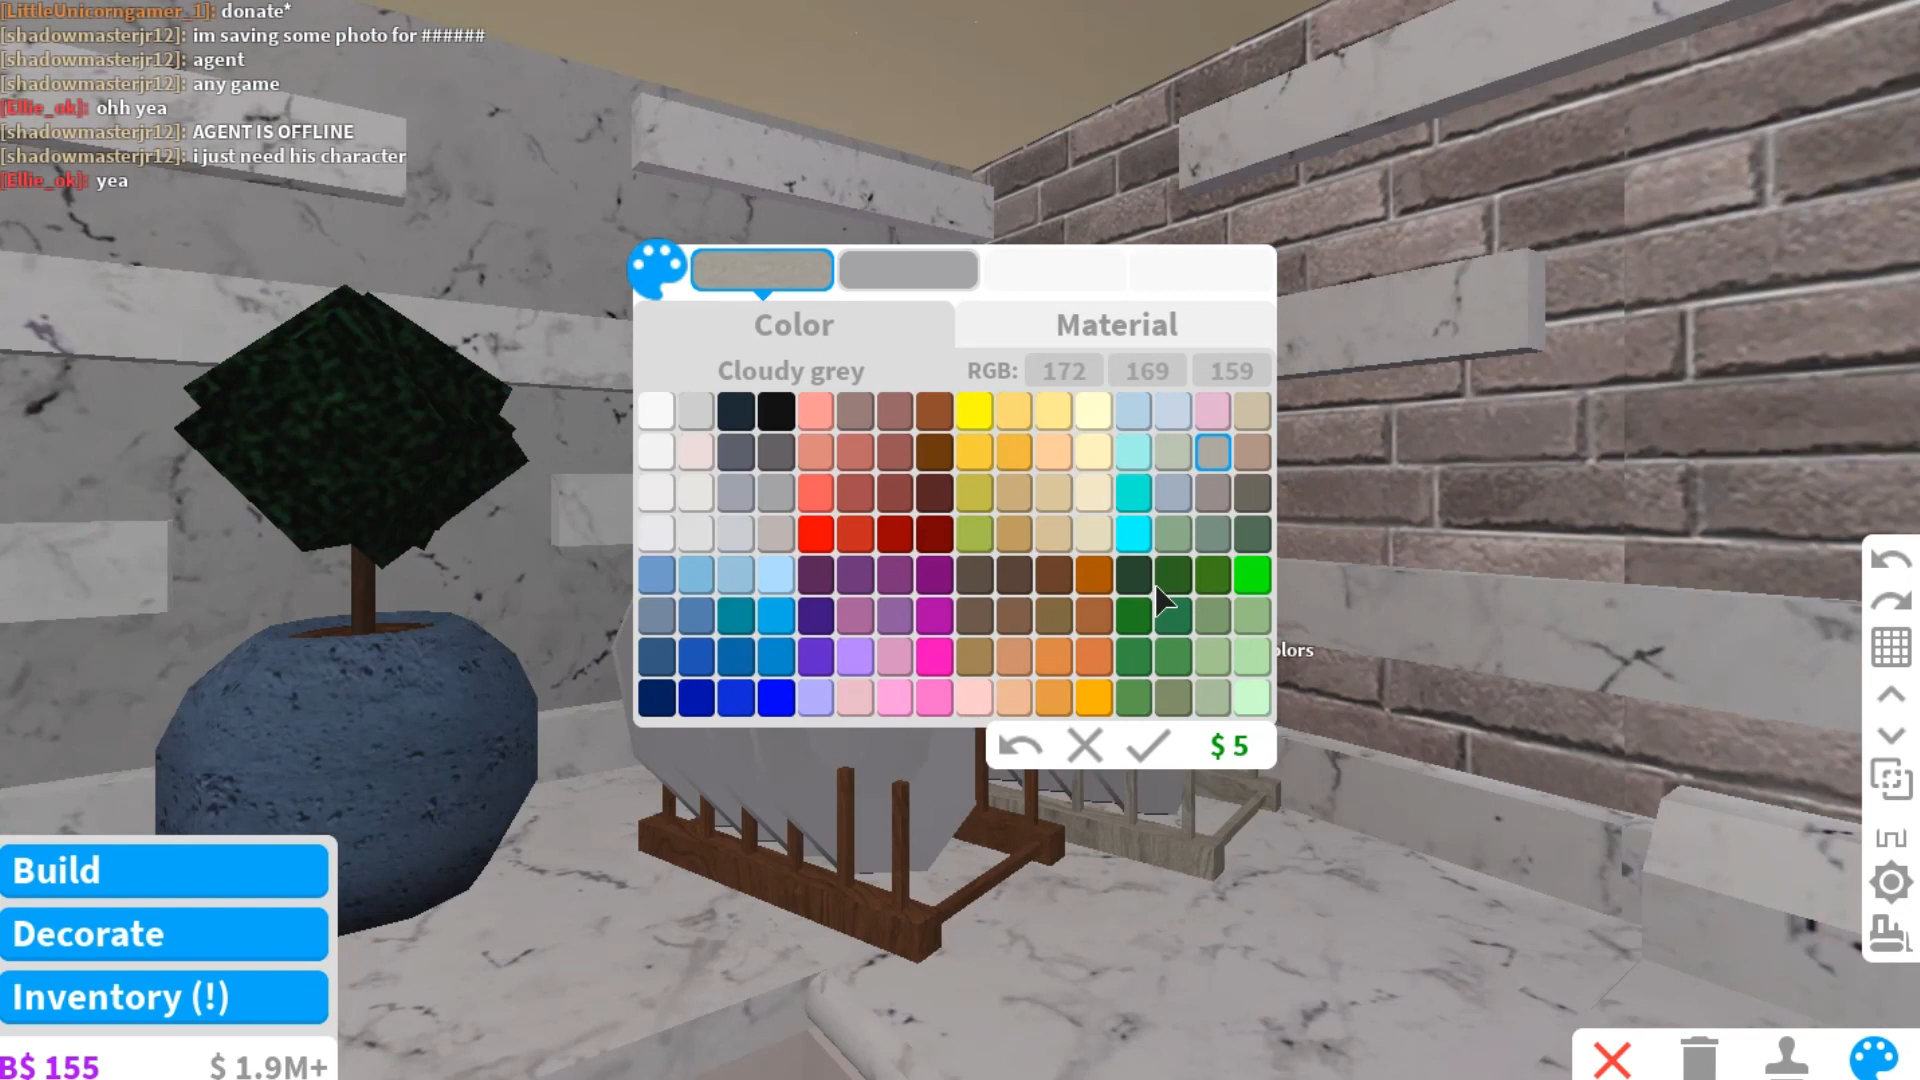 [LittleUnicorngamer_1]: donate*
[shadowmasterjr12]: im saving some photo for ######
[shadowmasterjr12]: agent
[shadowmasterjr12]: any game
[Ellie_ok]: ohh yea
[shadowmasterjr12]: AGENT IS OFFLINE
[shadowmasterjr12]: i just need his character
[Ellie_ok]: yea
Color
Material
Cloudy grey
RGB: 172 169 159
olors
$ 5
Build
Decorate
Inventory (!)
B$ 155
$ 1.9M+